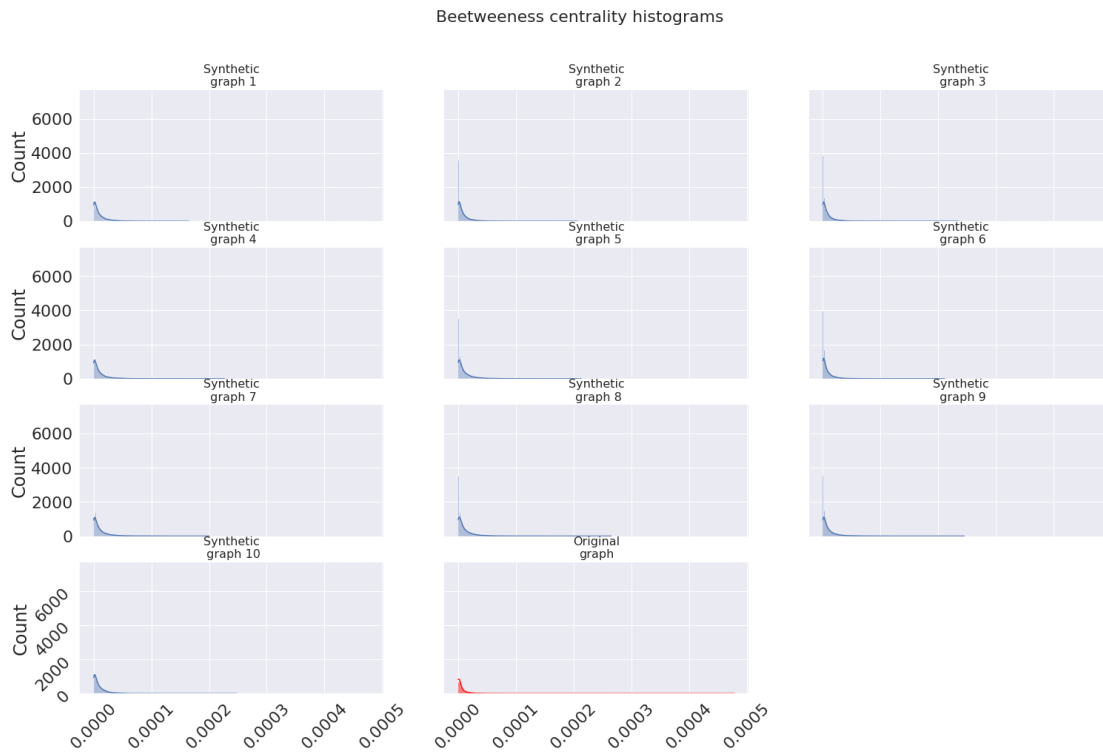 Beetweeness centrality histograms
Synthetic
graph 1
Synthetic
graph 2
Synthetic
graph 3
Count
6000
4000
2000
0
Synthetic
graph 4
Synthetic
graph 5
Synthetic
graph 6
Count
6000
4000
2000
0
Synthetic
graph 7
Synthetic
graph 8
Synthetic
graph 9
Count
6000
4000
2000
0
Synthetic
graph 10
Original
graph
Count
6000
4000
2000
0
0.0000 0.0001 0.0002 0.0003 0.0004 0.0005
0.0000 0.0001 0.0002 0.0003 0.0004 0.0005